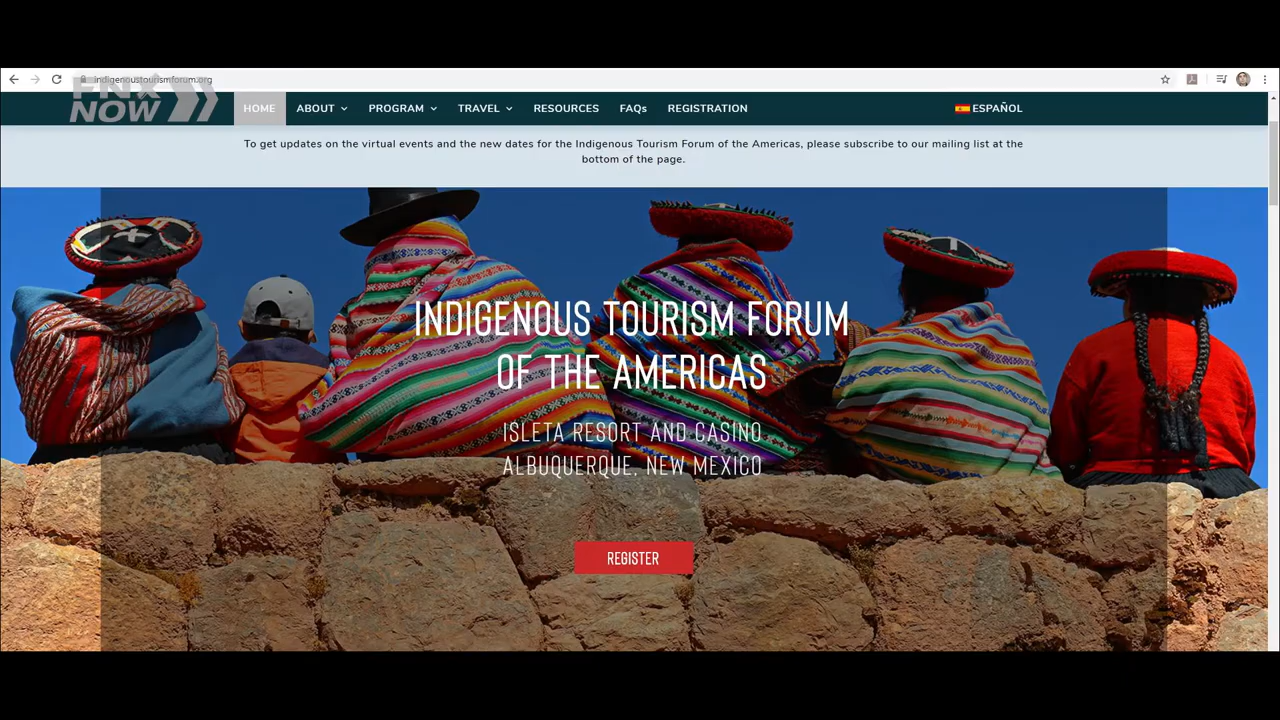 indigenoustourismforum.org
FNX
NOW
HOME
ABOUT
PROGRAM
TRAVEL
RESOURCES
FAQs
REGISTRATION
ESPAÑOL
To get updates on the virtual events and the new dates for the Indigenous Tourism Forum of the Americas, please subscribe to our mailing list at the
bottom of the page.
INDIGENOUS TOURISM FORUM
OF THE AMERICAS
ISLETA RESORT AND CASINO
ALBUQUERQUE, NEW MEXICO
REGISTER